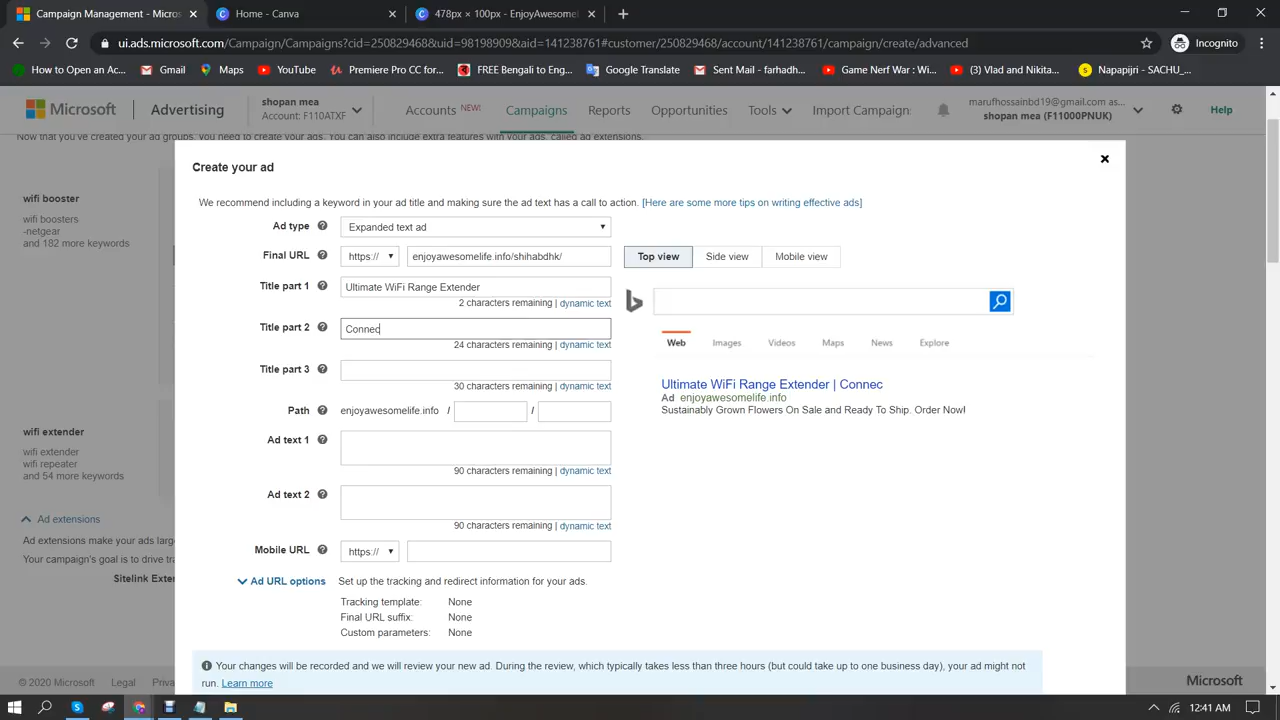 Campaign Management - Micros
Home - Canva
478px × 100px - EnjoyAwesomel
ui.ads.microsoft.com/Campaign/Campaigns?cid=250829468&uid=98198909&aid=141238761#customer/250829468/account/141238761/campaign/create/advanced
Incognito
How to Open an Ac...
Gmail
Maps
YouTube
Premiere Pro CC for...
FREE Bengali to En...
Google Translate
Sent Mail - farhadh...
Game Nerf War : Wi...
(3) Vlad and Nikita...
Napapijri - SACHU_...
Microsoft
Advertising
shopan mea
Account: F110ATXF
Accounts NEW!
Campaigns
Reports
Opportunities
Tools
Import Campaign
marufhossainbd19@gmail.com as...
shopan mea (F11000PNUK)
Help
Now that you've created your ad groups, you need to create your ads. You can also include extra features with your ads, called ad extensions.
Create your ad
We recommend including a keyword in your ad title and making sure the ad text has a call to action. [Here are some more tips on writing effective ads]
wifi booster
wifi boosters
-netgear
and 182 more keywords
Ad type
Expanded text ad
Final URL
https://
enjoyawesomelife.info/shihabdhk/
Top view
Side view
Mobile view
Title part 1
Ultimate WiFi Range Extender
2 characters remaining | dynamic text
Title part 2
Connec
24 characters remaining | dynamic text
Web
Images
Videos
Maps
News
Explore
Title part 3
30 characters remaining | dynamic text
Ultimate WiFi Range Extender | Connec
Ad enjoyawesomelife.info
Sustainably Grown Flowers On Sale and Ready To Ship. Order Now!
Path
enjoyawesomelife.info / /
wifi extender
wifi extender
wifi repeater
and 54 more keywords
Ad text 1
90 characters remaining | dynamic text
Ad text 2
90 characters remaining | dynamic text
Ad extensions
Ad extensions make your ads larg
Your campaign's goal is to drive tra
Sitelink Exter
Mobile URL
https://
Ad URL options
Set up the tracking and redirect information for your ads.
Tracking template: None
Final URL suffix: None
Custom parameters: None
Your changes will be recorded and we will review your new ad. During the review, which typically takes less than three hours (but could take up to one business day), your ad might not
run. Learn more
© 2020 Microsoft
Legal
Priva
Microsoft
12:41 AM